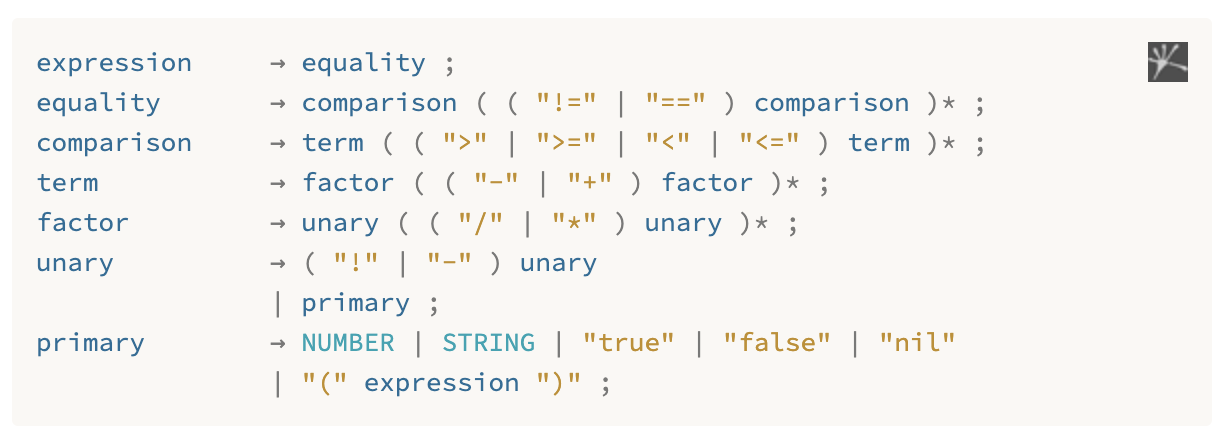 expression → equality ;
equality → comparison ( ( "!=" | "==" ) comparison )* ;
comparison → term ( ( ">" | ">=" | "<" | "<=" ) term )* ;
term → factor ( ( "-" | "+" ) factor )* ;
factor → unary ( ( "/" | "*" ) unary )* ;
unary → ( "!" | "-" ) unary
| primary ;
primary → NUMBER | STRING | "true" | "false" | "nil"
| "(" expression ")" ;